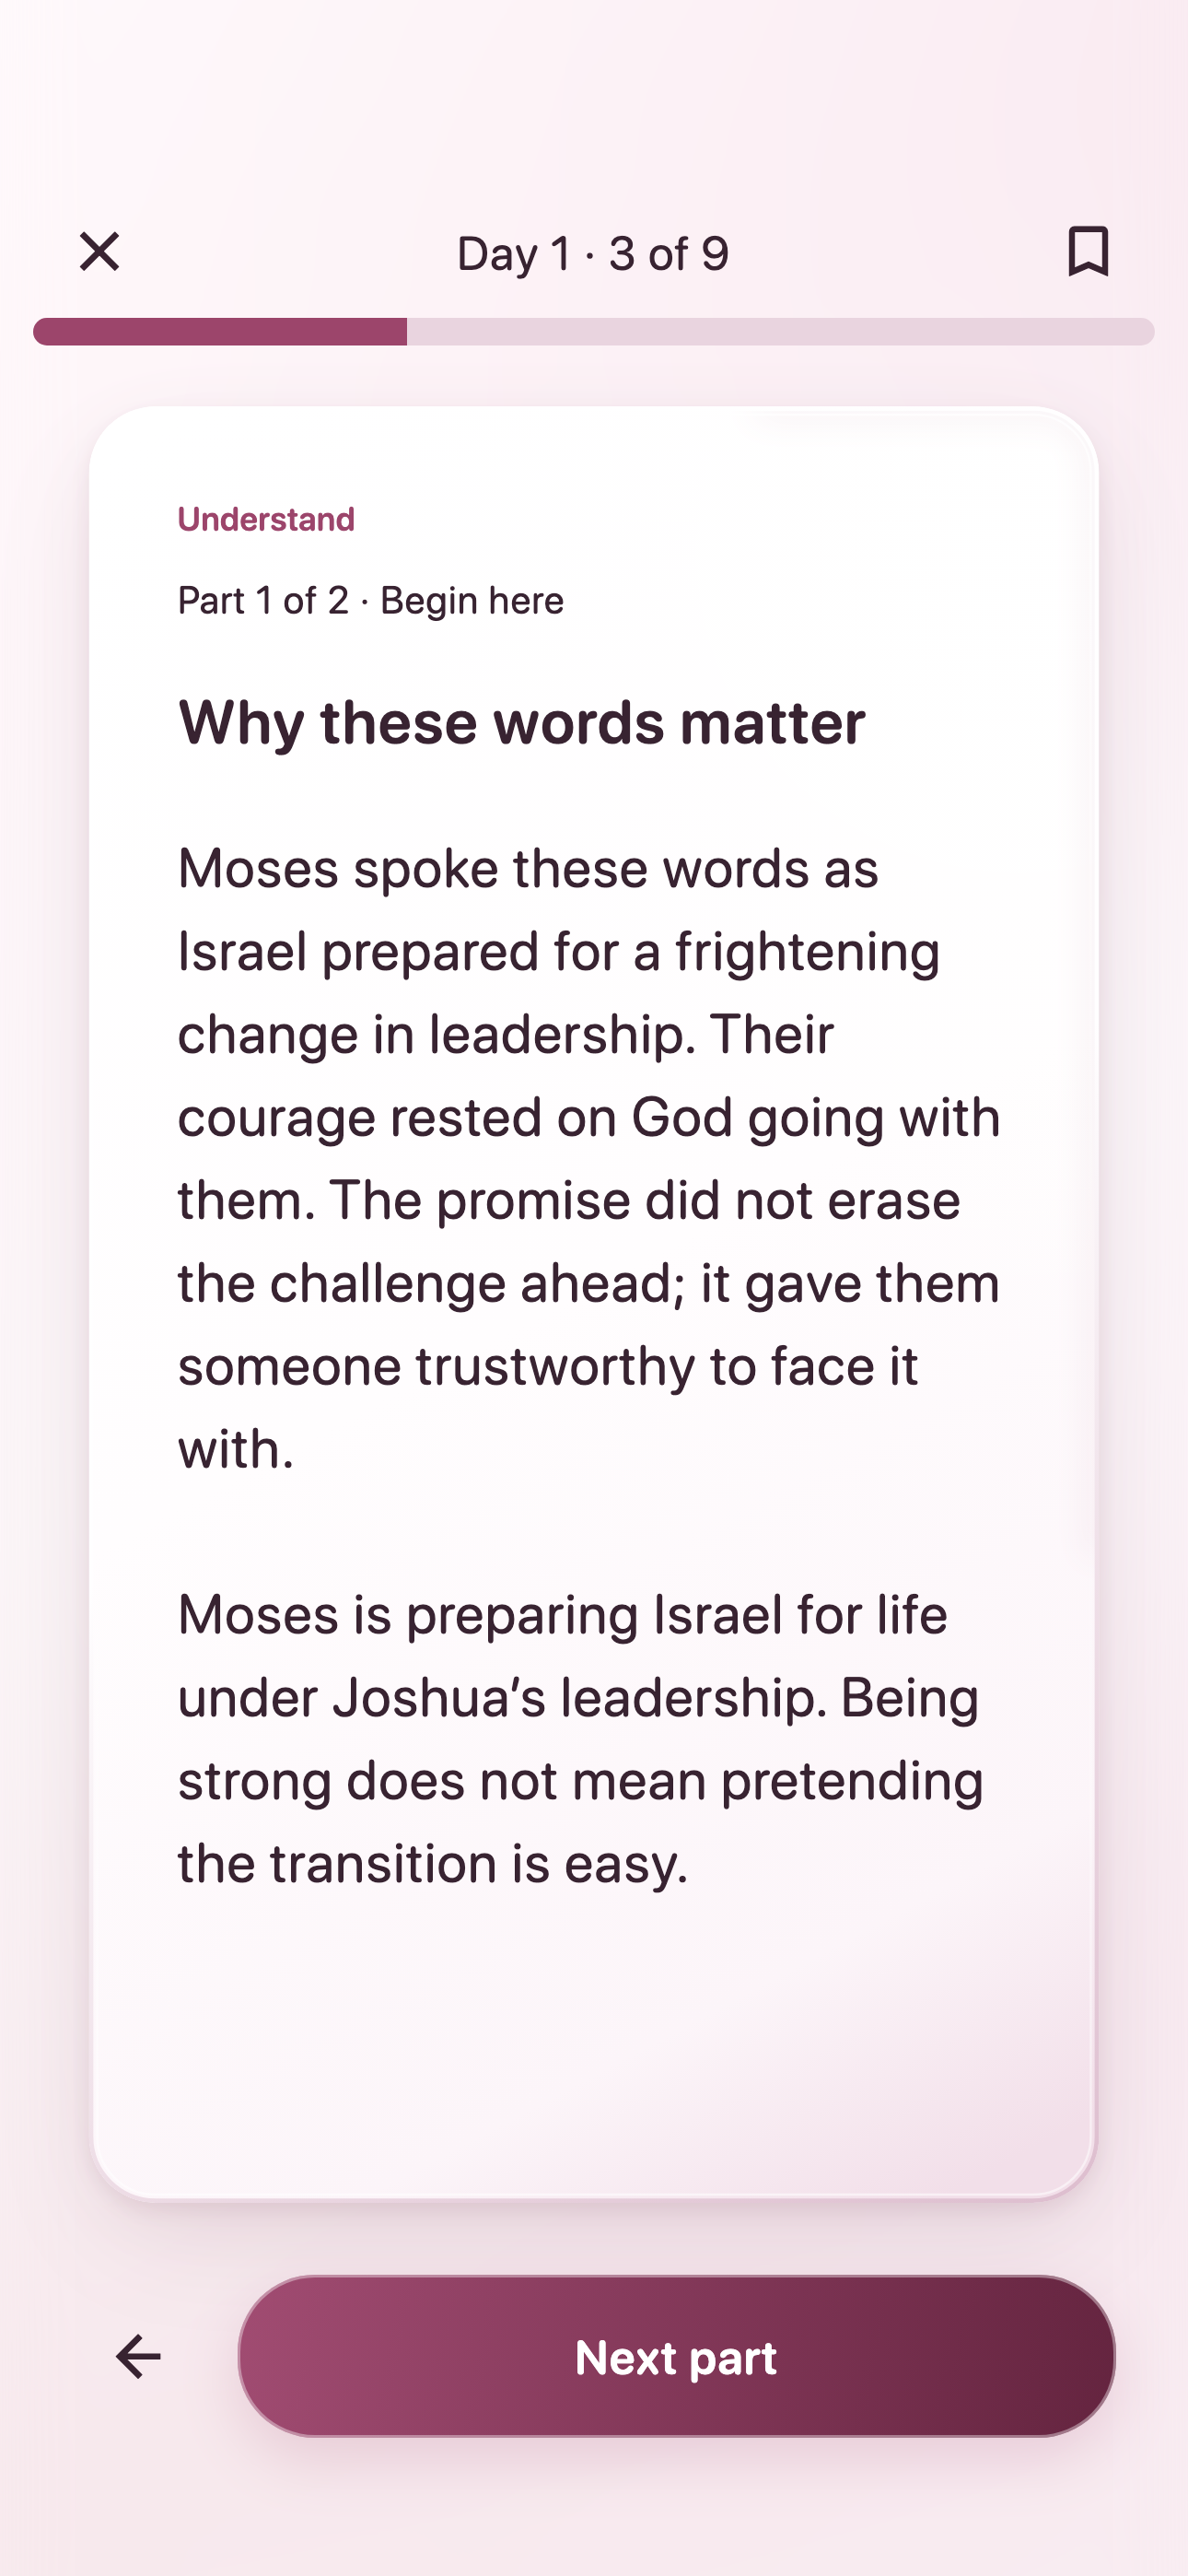 Day 1 · 3 of 9
Understand
Part 1 of 2 · Begin here
Why these words matter
Moses spoke these words as
Israel prepared for a frightening
change in leadership. Their
courage rested on God going with
them. The promise did not erase
the challenge ahead; it gave them
someone trustworthy to face it
with.
Moses is preparing Israel for life
under Joshua’s leadership. Being
strong does not mean pretending
the transition is easy.
Next part